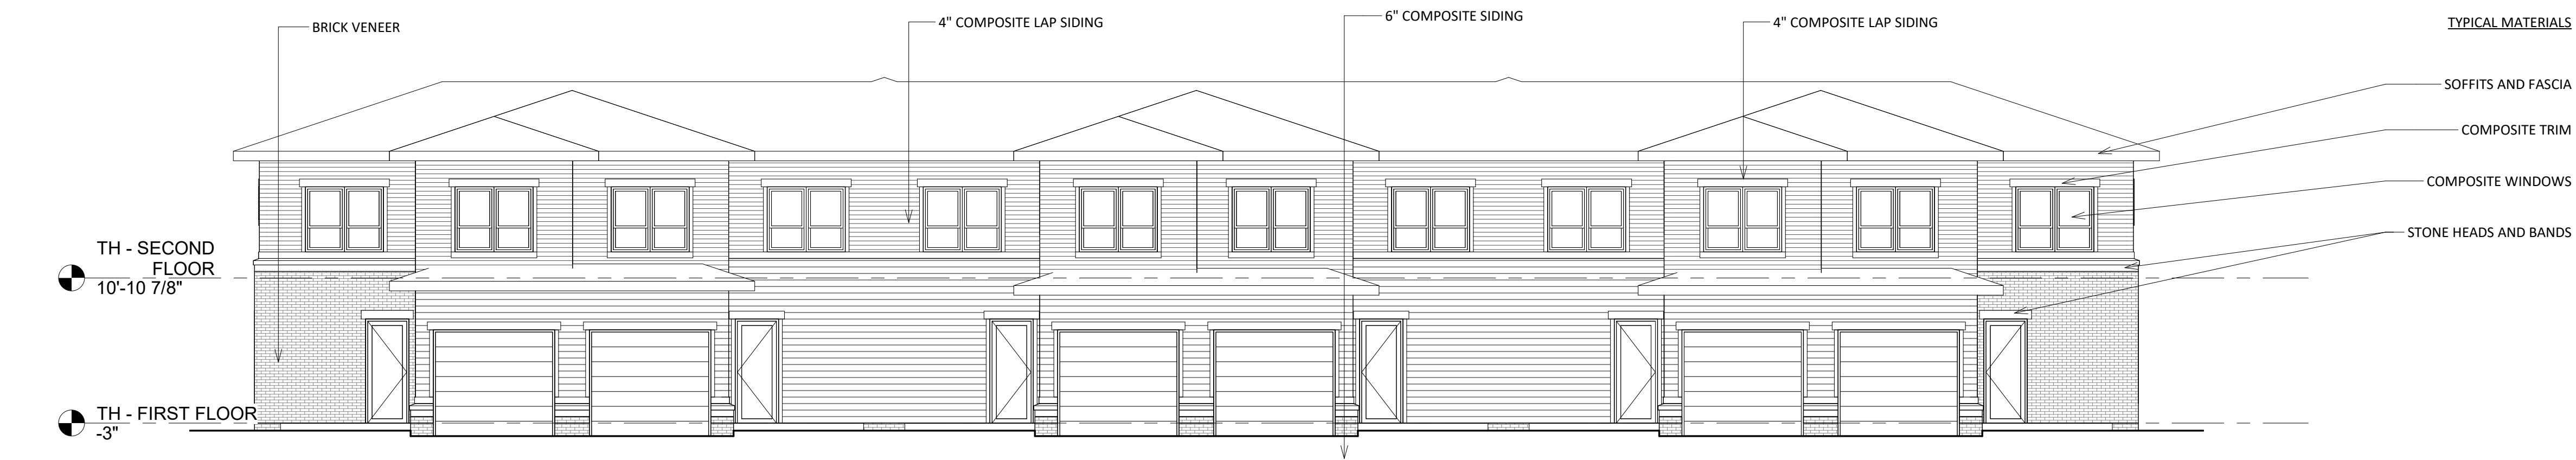 BRICK VENEER
4" COMPOSITE LAP SIDING
6" COMPOSITE SIDING
4" COMPOSITE LAP SIDING
TYPICAL MATERIALS
SOFFITS AND FASCIA
COMPOSITE TRIM
COMPOSITE WINDOWS
STONE HEADS AND BANDS
TH - SECOND
FLOOR
10'-10 7/8"
TH - FIRST FLOOR
-3"